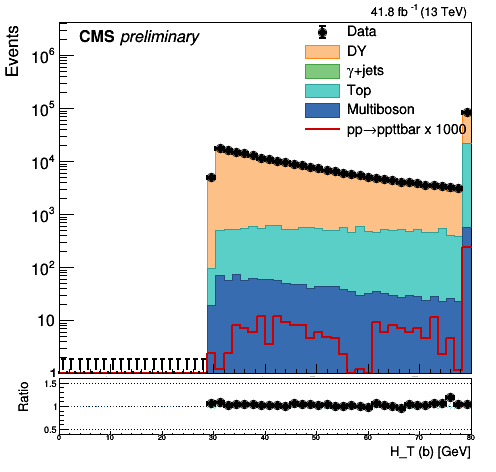 41.8 fb⁻¹ (13 TeV)
CMS preliminary
Data
DY
γ+jets
Top
Multiboson
pp→ppttbar x 1000
Events
10⁶
10⁵
10⁴
10³
10²
10
1
Ratio
1.5
1
0.5
0 10 20 30 40 50 60 70 80
H_T (b) [GeV]